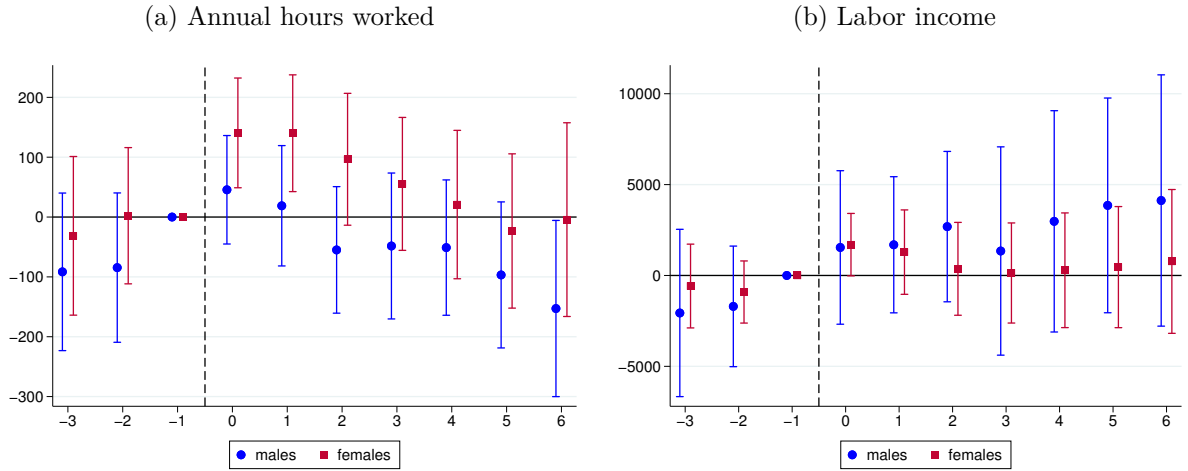 (a) Annual hours worked
200
100
0
−100
−200
−300
−3 −2 −1 0 1 2 3 4 5 6
males females
(b) Labor income
10000
5000
0
−5000
−3 −2 −1 0 1 2 3 4 5 6
males females